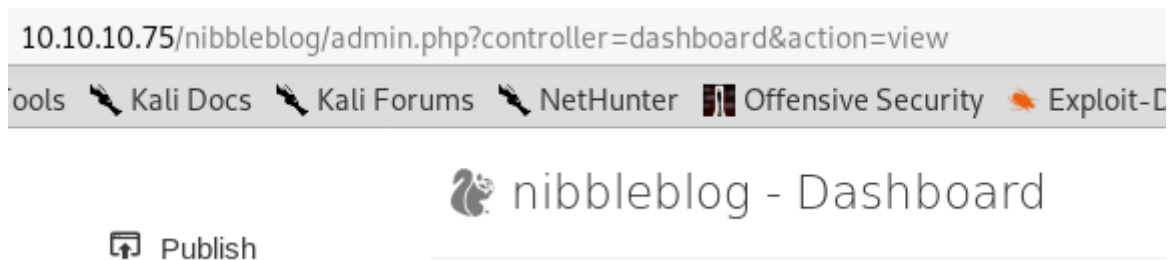 10.10.10.75/nibbleblog/admin.php?controller=dashboard&action=view
ools Kali Docs Kali Forums NetHunter Offensive Security Exploit-D
nibbleblog - Dashboard
Publish